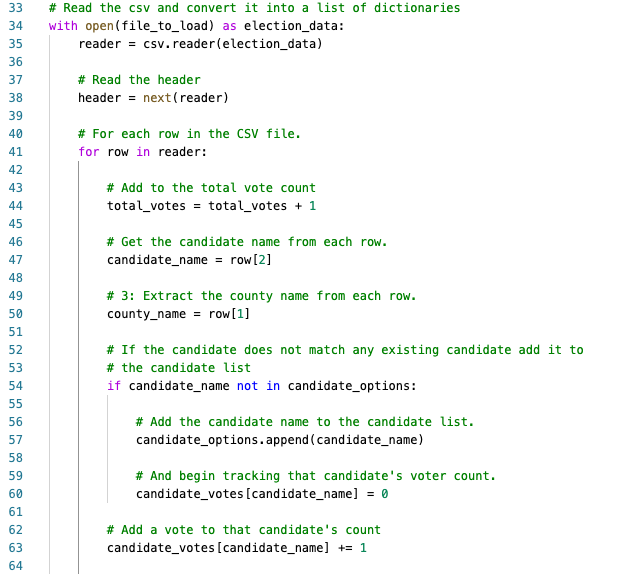 33 # Read the csv and convert it into a list of dictionaries
34 with open(file_to_load) as election_data:
35     reader = csv.reader(election_data)
36
37     # Read the header
38     header = next(reader)
39
40     # For each row in the CSV file.
41     for row in reader:
42
43         # Add to the total vote count
44         total_votes = total_votes + 1
45
46         # Get the candidate name from each row.
47         candidate_name = row[2]
48
49         # 3: Extract the county name from each row.
50         county_name = row[1]
51
52         # If the candidate does not match any existing candidate add it to
53         # the candidate list
54         if candidate_name not in candidate_options:
55
56             # Add the candidate name to the candidate list.
57             candidate_options.append(candidate_name)
58
59             # And begin tracking that candidate's voter count.
60             candidate_votes[candidate_name] = 0
61
62         # Add a vote to that candidate's count
63         candidate_votes[candidate_name] += 1
64